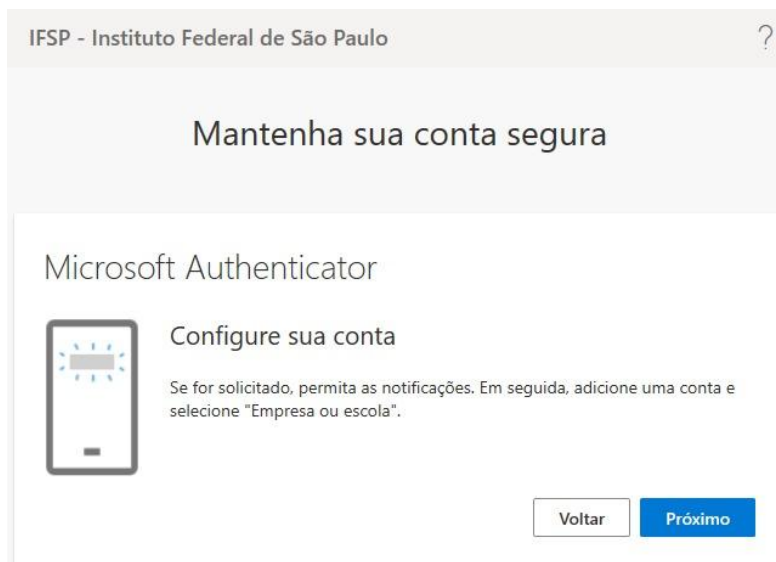 IFSP - Instituto Federal de São Paulo
?
Mantenha sua conta segura
Microsoft Authenticator
Configure sua conta
Se for solicitado, permita as notificações. Em seguida, adicione uma conta e
selecione "Empresa ou escola".
Voltar
Próximo